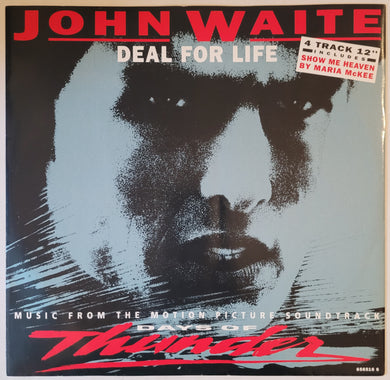 JOHN WAITE
DEAL FOR LIFE
4 TRACK 12"
INCLUDES
SHOW ME HEAVEN
BY MARIA McKEE
MUSIC FROM THE MOTION PICTURE SOUNDTRACK
DAYS OF
Thunder
656516 6